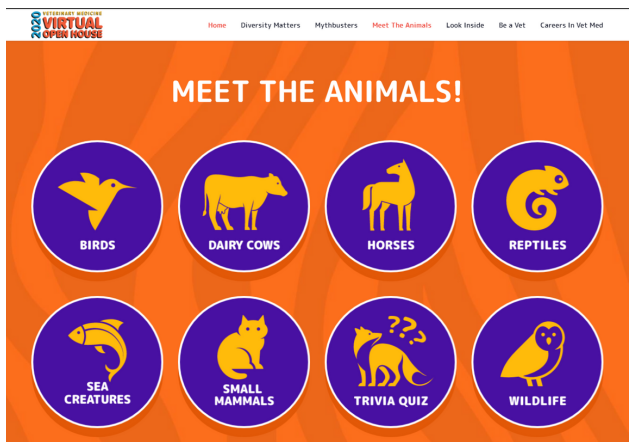 2020 VETERINARY MEDICINE
VIRTUAL
OPEN HOUSE
Home Diversity Matters Mythbusters Meet The Animals Look Inside Be a Vet Careers In Vet Med
MEET THE ANIMALS!
BIRDS
DAIRY COWS
HORSES
REPTILES
SEA
CREATURES
SMALL
MAMMALS
???
TRIVIA QUIZ
WILDLIFE